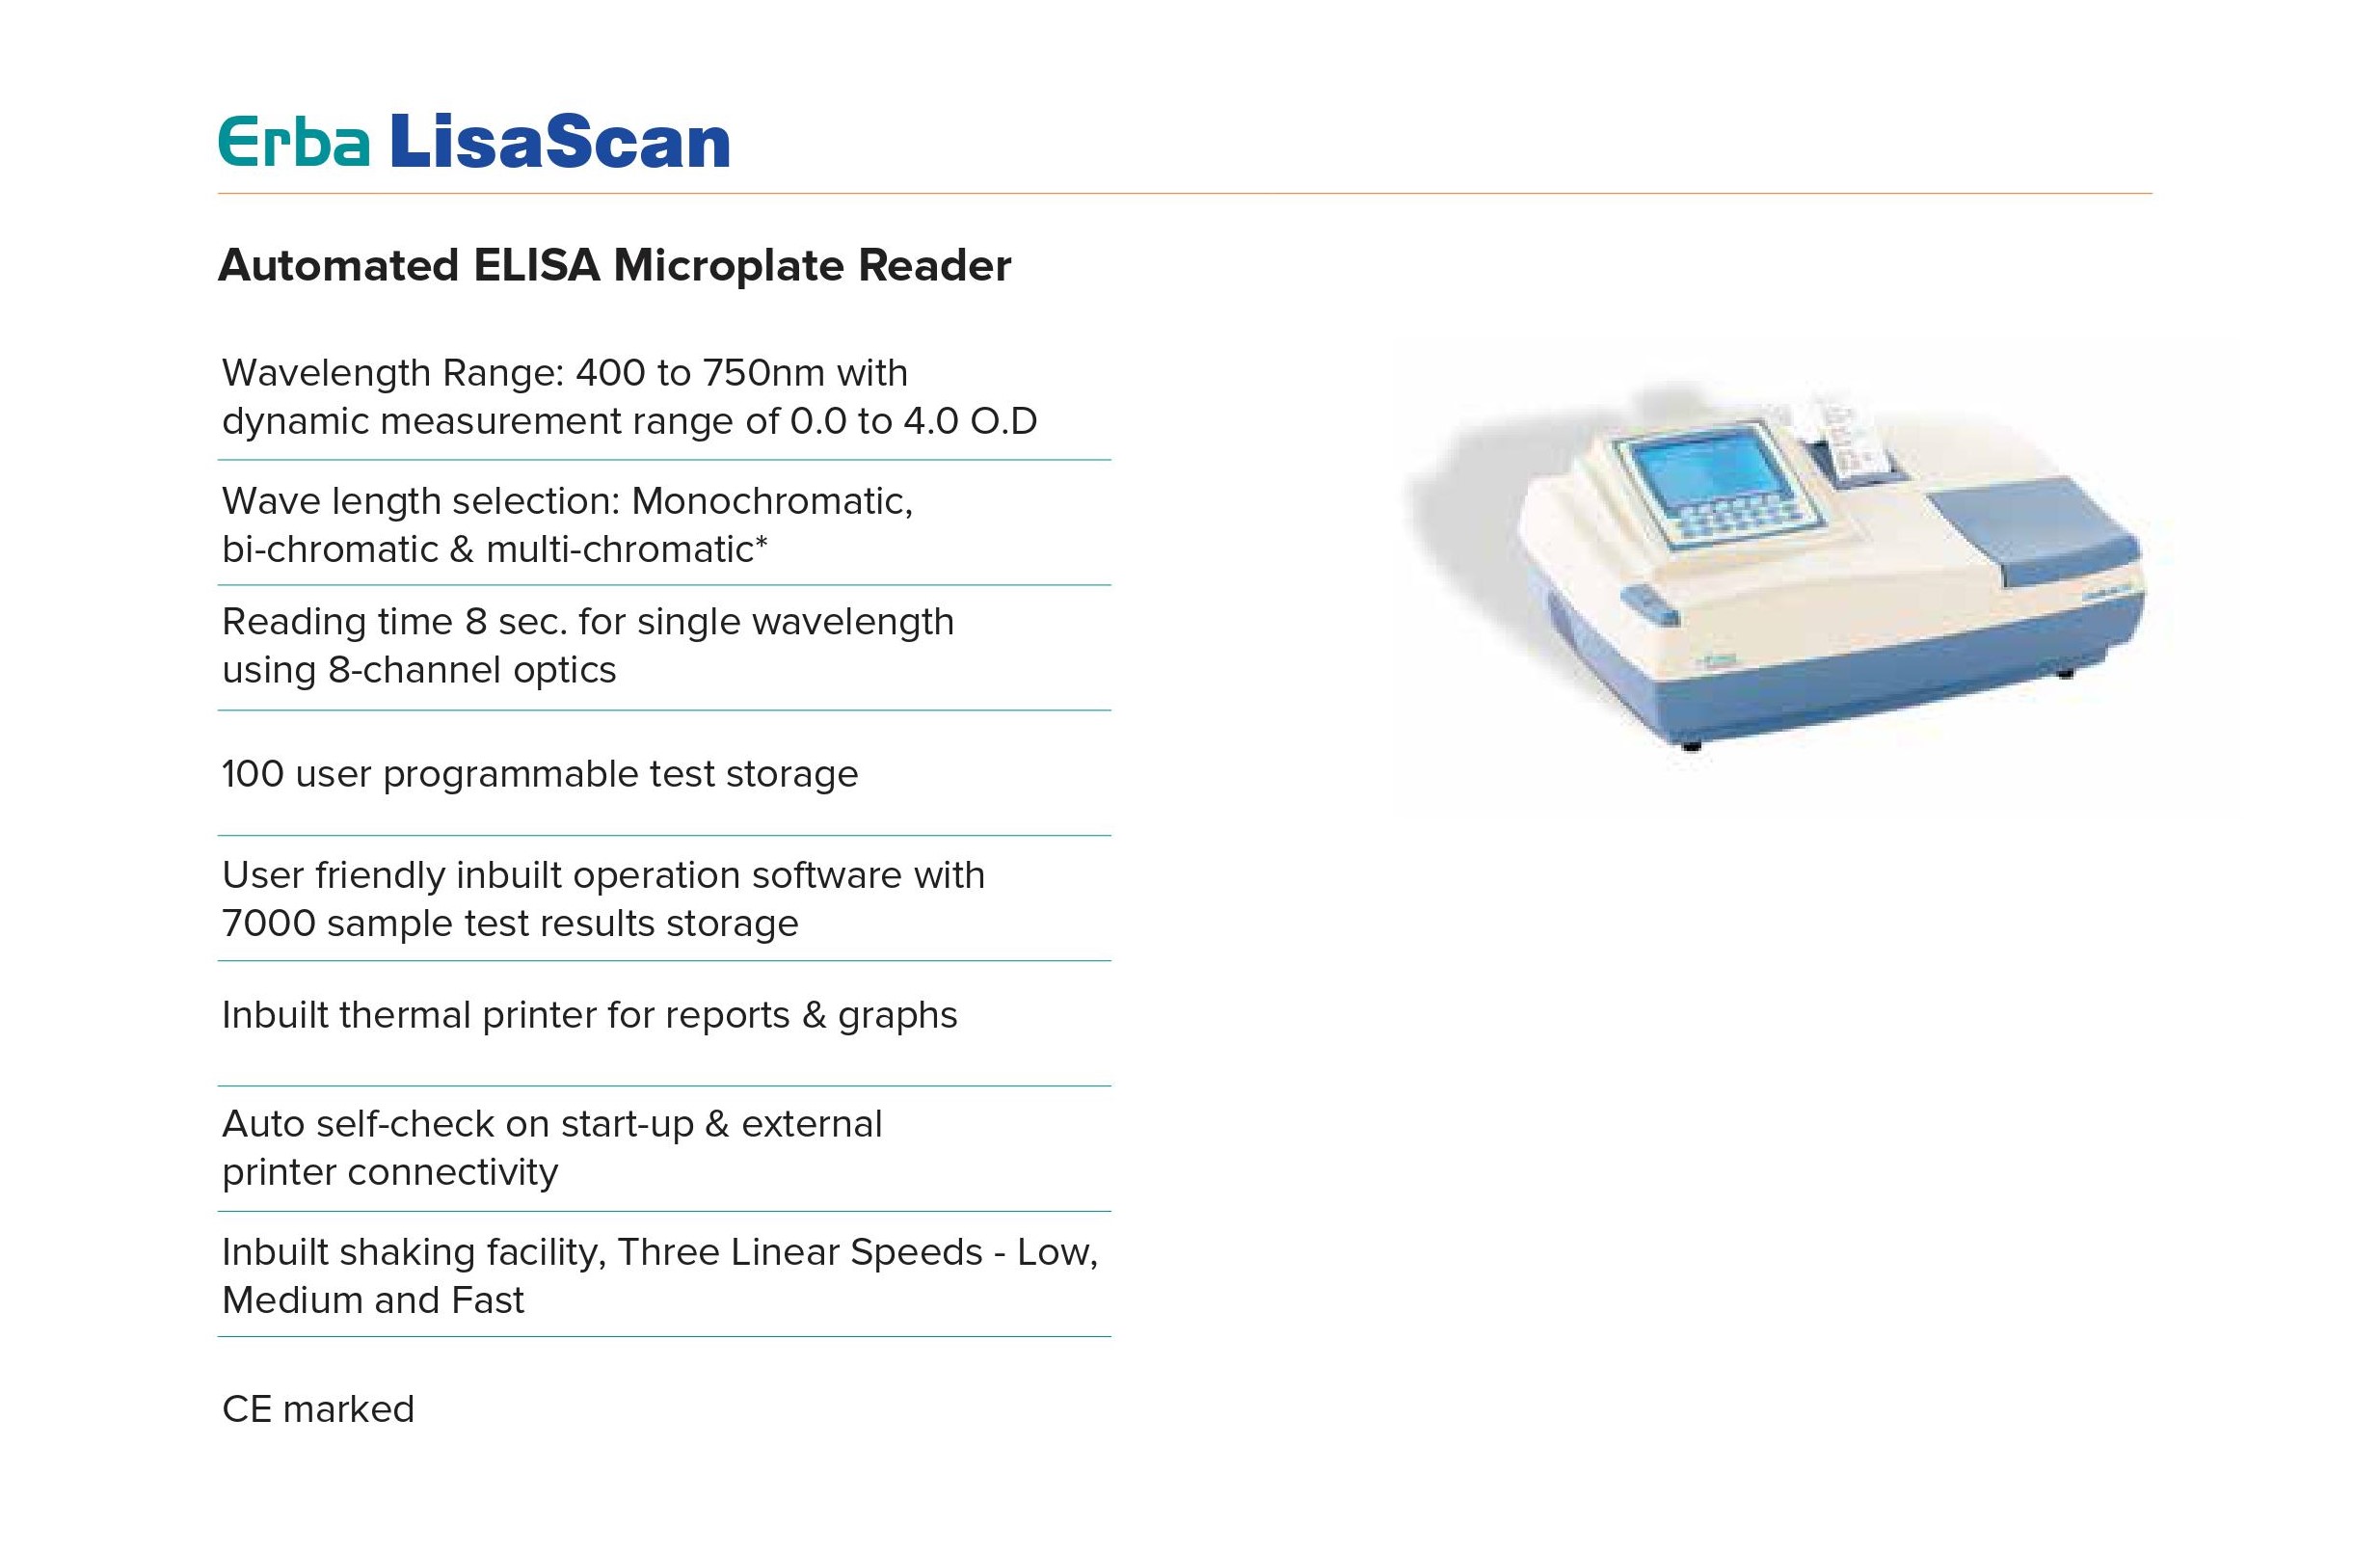 Erba LisaScan
Automated ELISA Microplate Reader
Wavelength Range: 400 to 750nm with
dynamic measurement range of 0.0 to 4.0 O.D
Wave length selection: Monochromatic,
bi-chromatic & multi-chromatic*
Reading time 8 sec. for single wavelength
using 8-channel optics
100 user programmable test storage
User friendly inbuilt operation software with
7000 sample test results storage
Inbuilt thermal printer for reports & graphs
Auto self-check on start-up & external
printer connectivity
Inbuilt shaking facility, Three Linear Speeds - Low,
Medium and Fast
CE marked